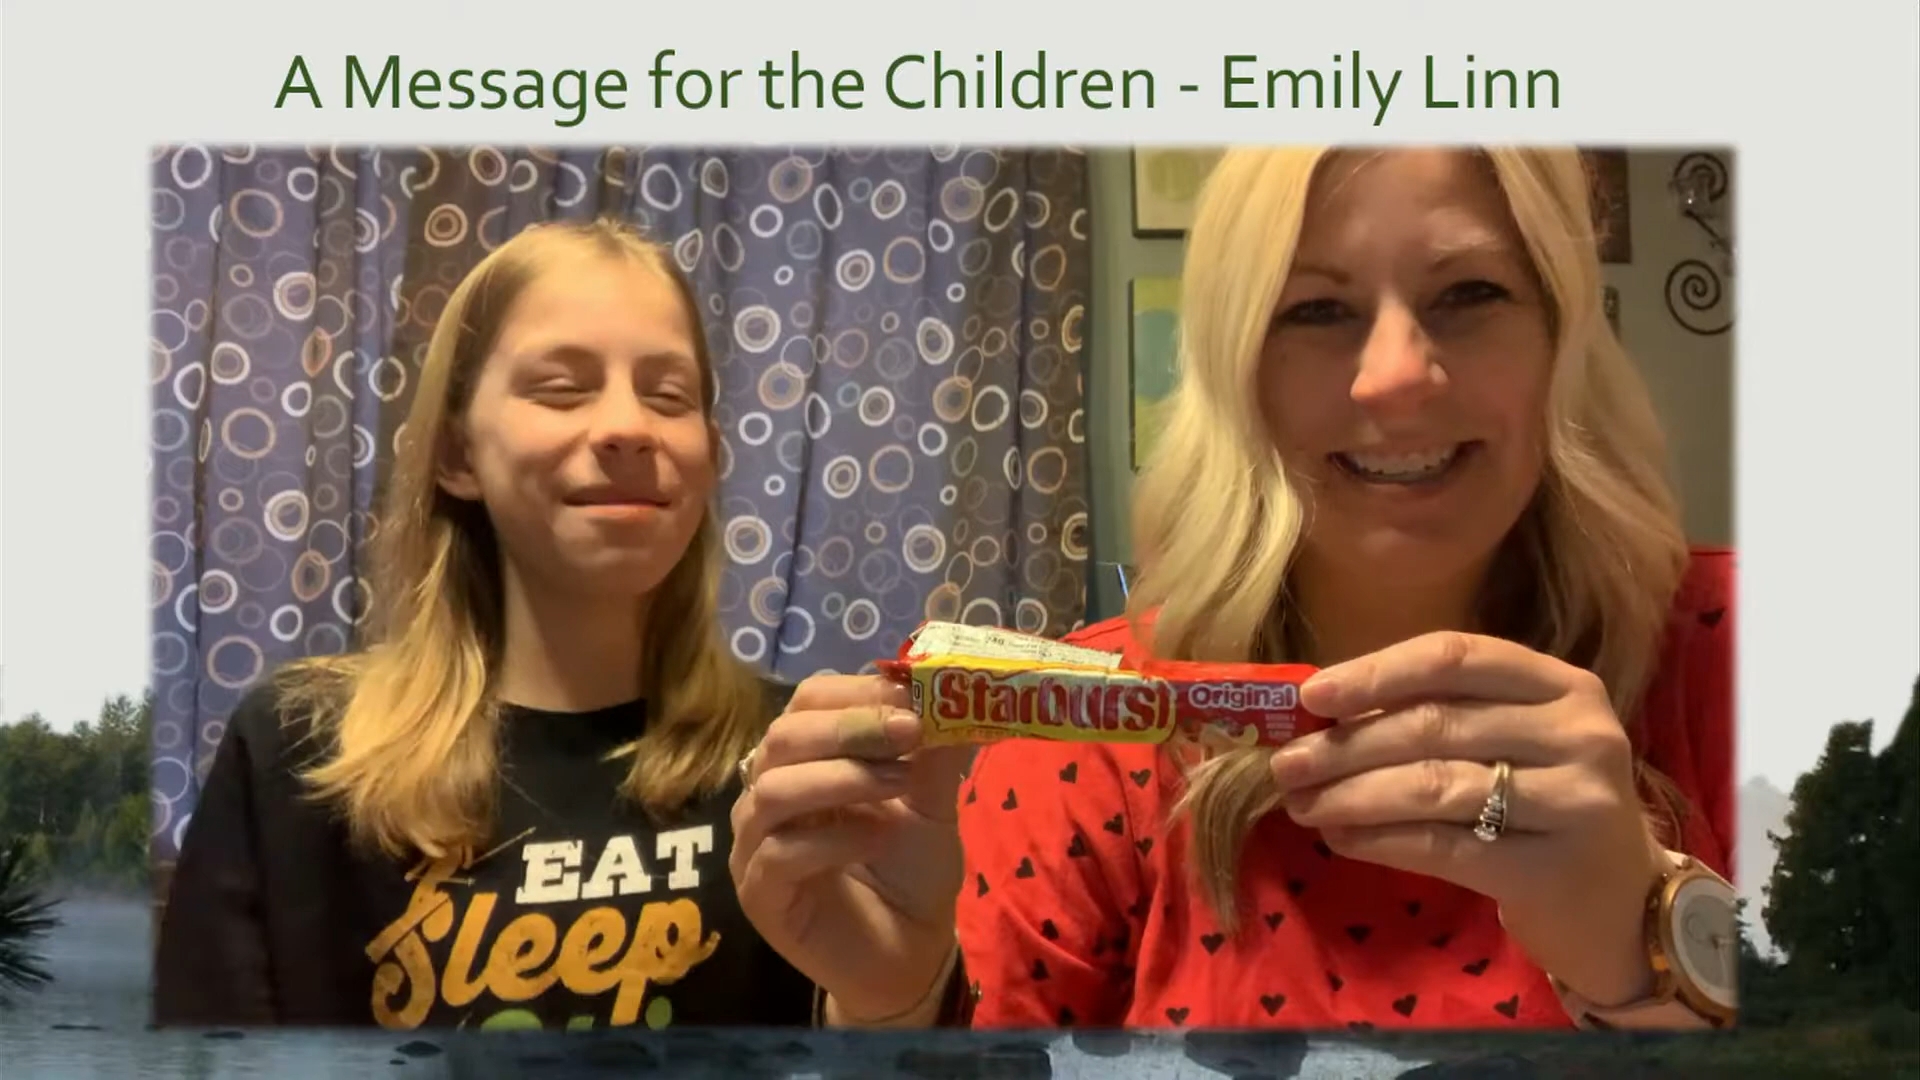 A Message for the Children - Emily Linn
Starburst
Original
EAT
Sleep